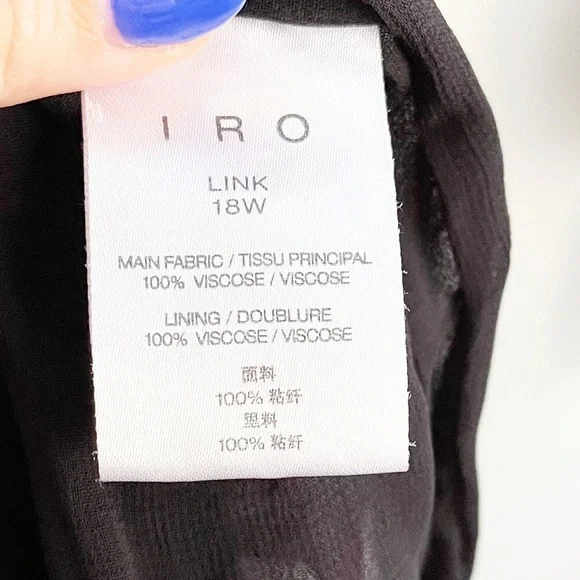 I R O
LINK
18W
MAIN FABRIC / TISSU PRINCIPAL
100% VISCOSE / VISCOSE
LINING / DOUBLURE
100% VISCOSE / VISCOSE
面料
100% 粘纤
里料
100% 粘纤